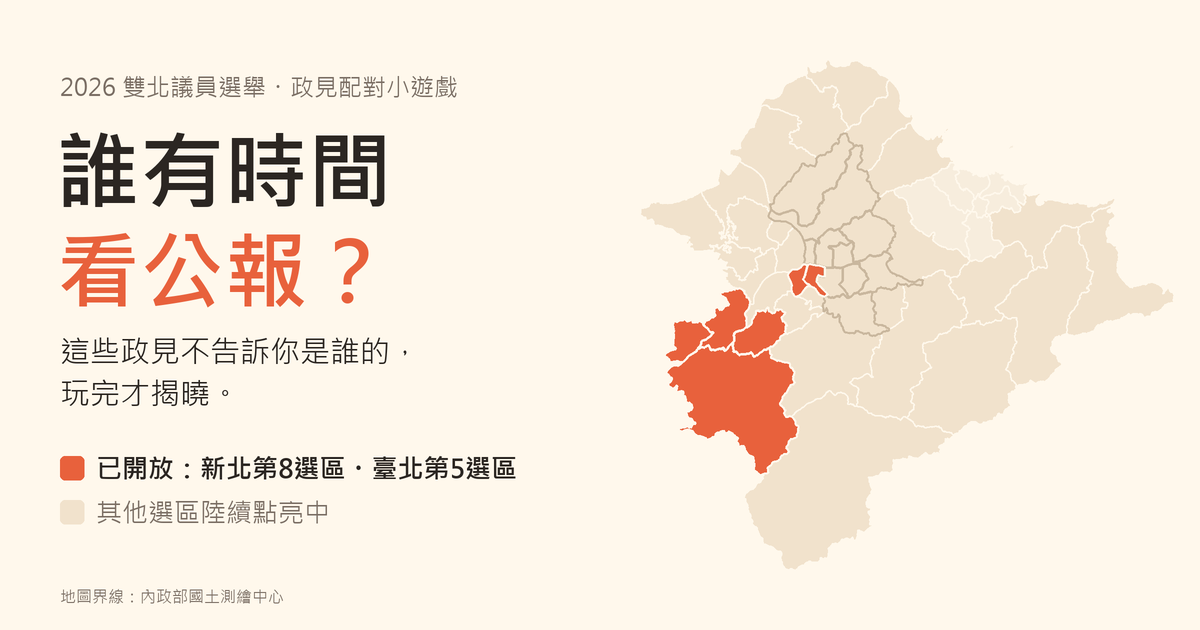 2026 雙北議員選舉・政見配對小遊戲
誰有時間
看公報？
這些政見不告訴你是誰的，
玩完才揭曉。
已開放：新北第8選區・臺北第5選區
其他選區陸續點亮中
地圖界線：內政部國土測繪中心